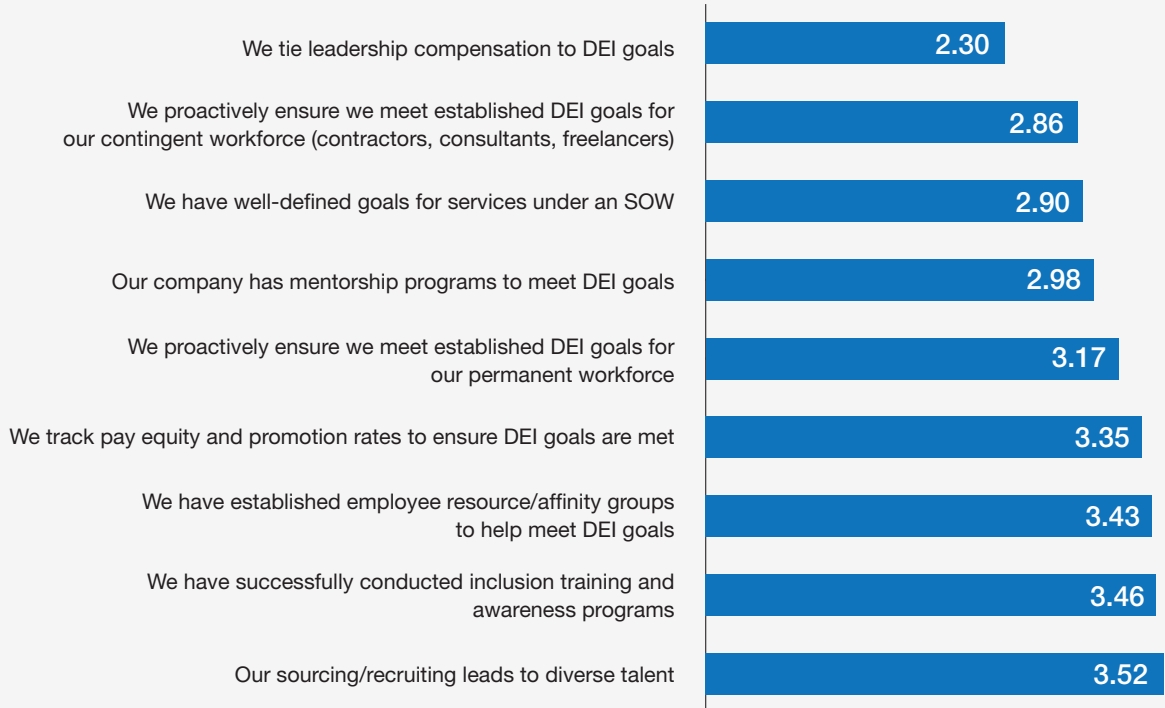 We tie leadership compensation to DEI goals
2.30
We proactively ensure we meet established DEI goals for
our contingent workforce (contractors, consultants, freelancers)
2.86
We have well-defined goals for services under an SOW
2.90
Our company has mentorship programs to meet DEI goals
2.98
We proactively ensure we meet established DEI goals for
our permanent workforce
3.17
We track pay equity and promotion rates to ensure DEI goals are met
3.35
We have established employee resource/affinity groups
to help meet DEI goals
3.43
We have successfully conducted inclusion training and
awareness programs
3.46
Our sourcing/recruiting leads to diverse talent
3.52